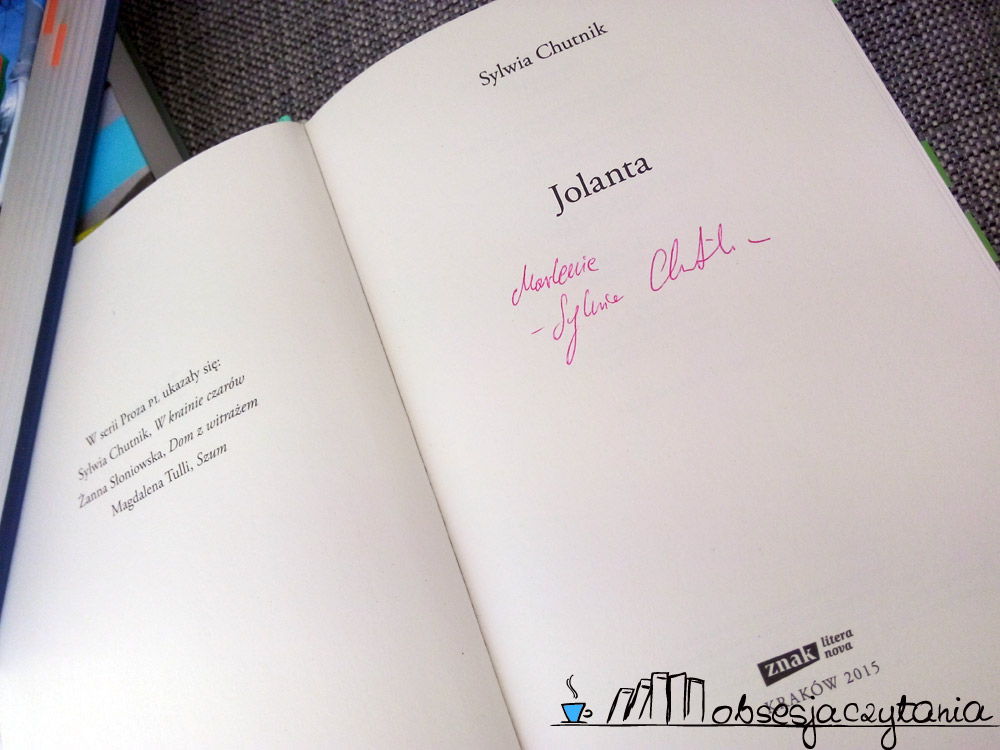 W serii Proza PL ukazały się:
Sylwia Chutnik, W krainie czarów
Żanna Słoniowska, Dom z witrażem
Magdalena Tulli, Szum
Sylwia Chutnik
Jolanta
Marlenie
– Sylwia Chutnik –
znak litera
nova
KRAKÓW 2015
obsesjaczytania